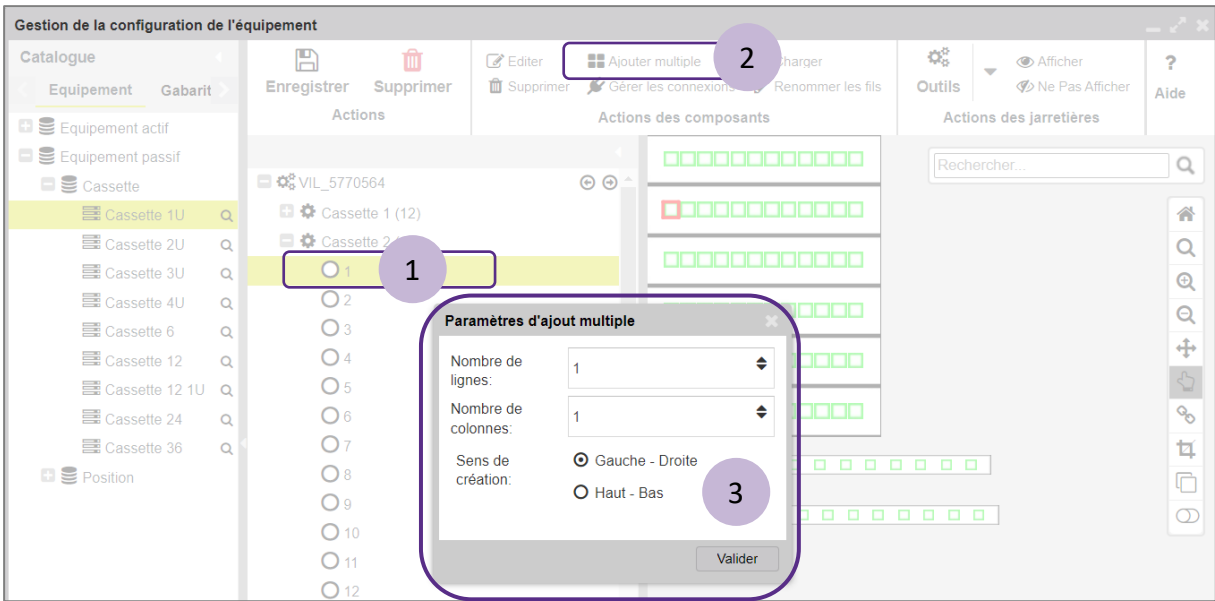 Gestion de la configuration de l'équipement
Catalogue
Equipement Gabarit
Enregistrer Supprimer
Actions
Editer Ajouter multiple 2 Charger
Supprimer Gérer les connexions Renommer les fils
Actions des composants
Outils Afficher
Ne Pas Afficher
Actions des jarretières
?
Aide
Equipement actif
Equipement passif
Cassette
Cassette 1U
Cassette 2U
Cassette 3U
Cassette 4U
Cassette 6
Cassette 12
Cassette 12 1U
Cassette 24
Cassette 36
Position
VIL_5770564
Cassette 1 (12)
Cassette 2
1 1
2
3
4
5
6
7
8
9
10
11
12
Rechercher...
Paramètres d'ajout multiple
Nombre de
lignes:
1
Nombre de
colonnes:
1
Sens de
création:
Gauche - Droite
Haut - Bas
3
Valider